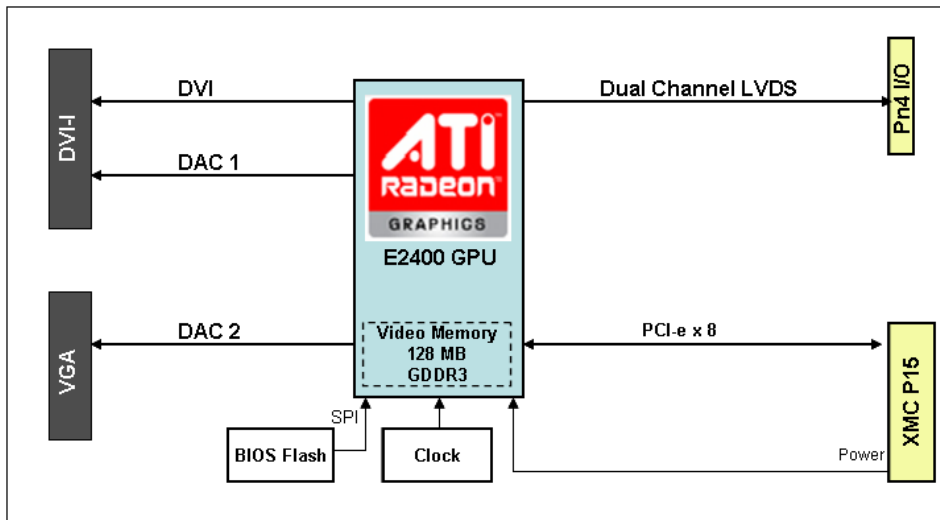 DVI-I
DVI
DAC 1
ATI
RADEON™
GRAPHICS
E2400 GPU
Dual Channel LVDS
Pn4 I/O
VGA
DAC 2
Video Memory
128 MB
GDDR3
PCI-e x 8
XMC P15
SPI
BIOS Flash
Clock
Power